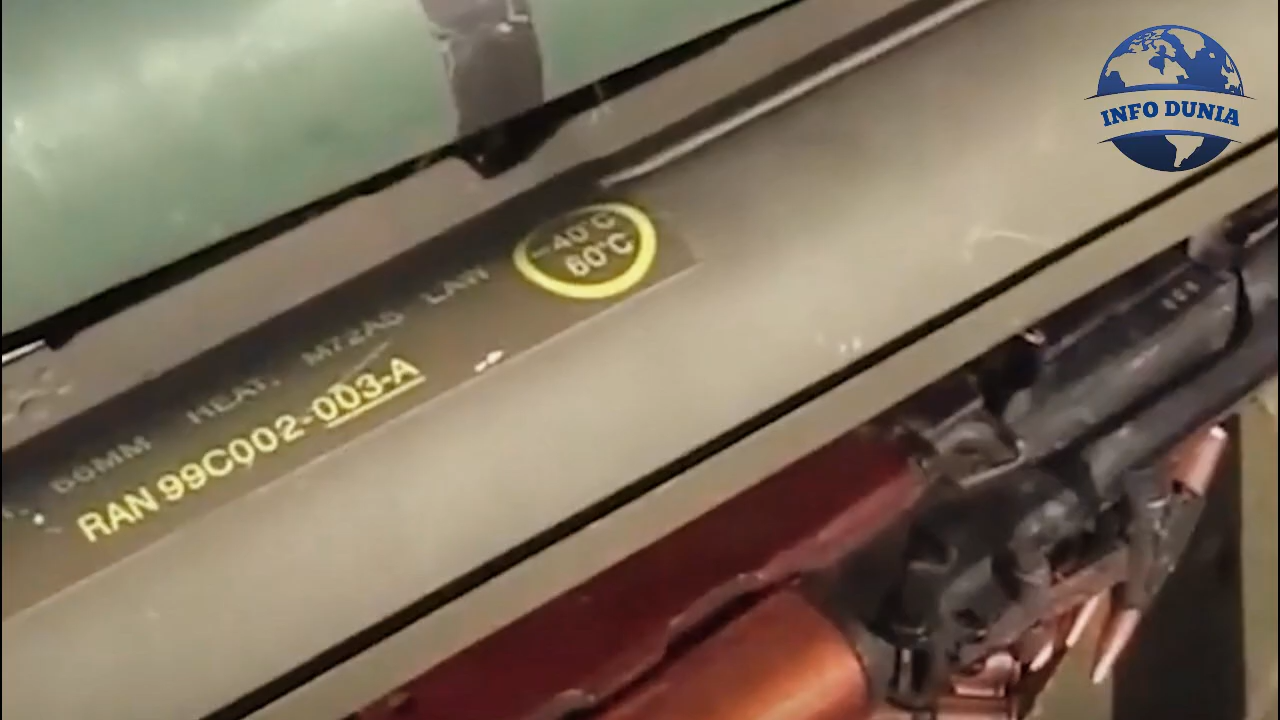 INFO DUNIA
-40°C
60°C
66MM HEAT, M72A5 LAW
RAN 99C002-003-A